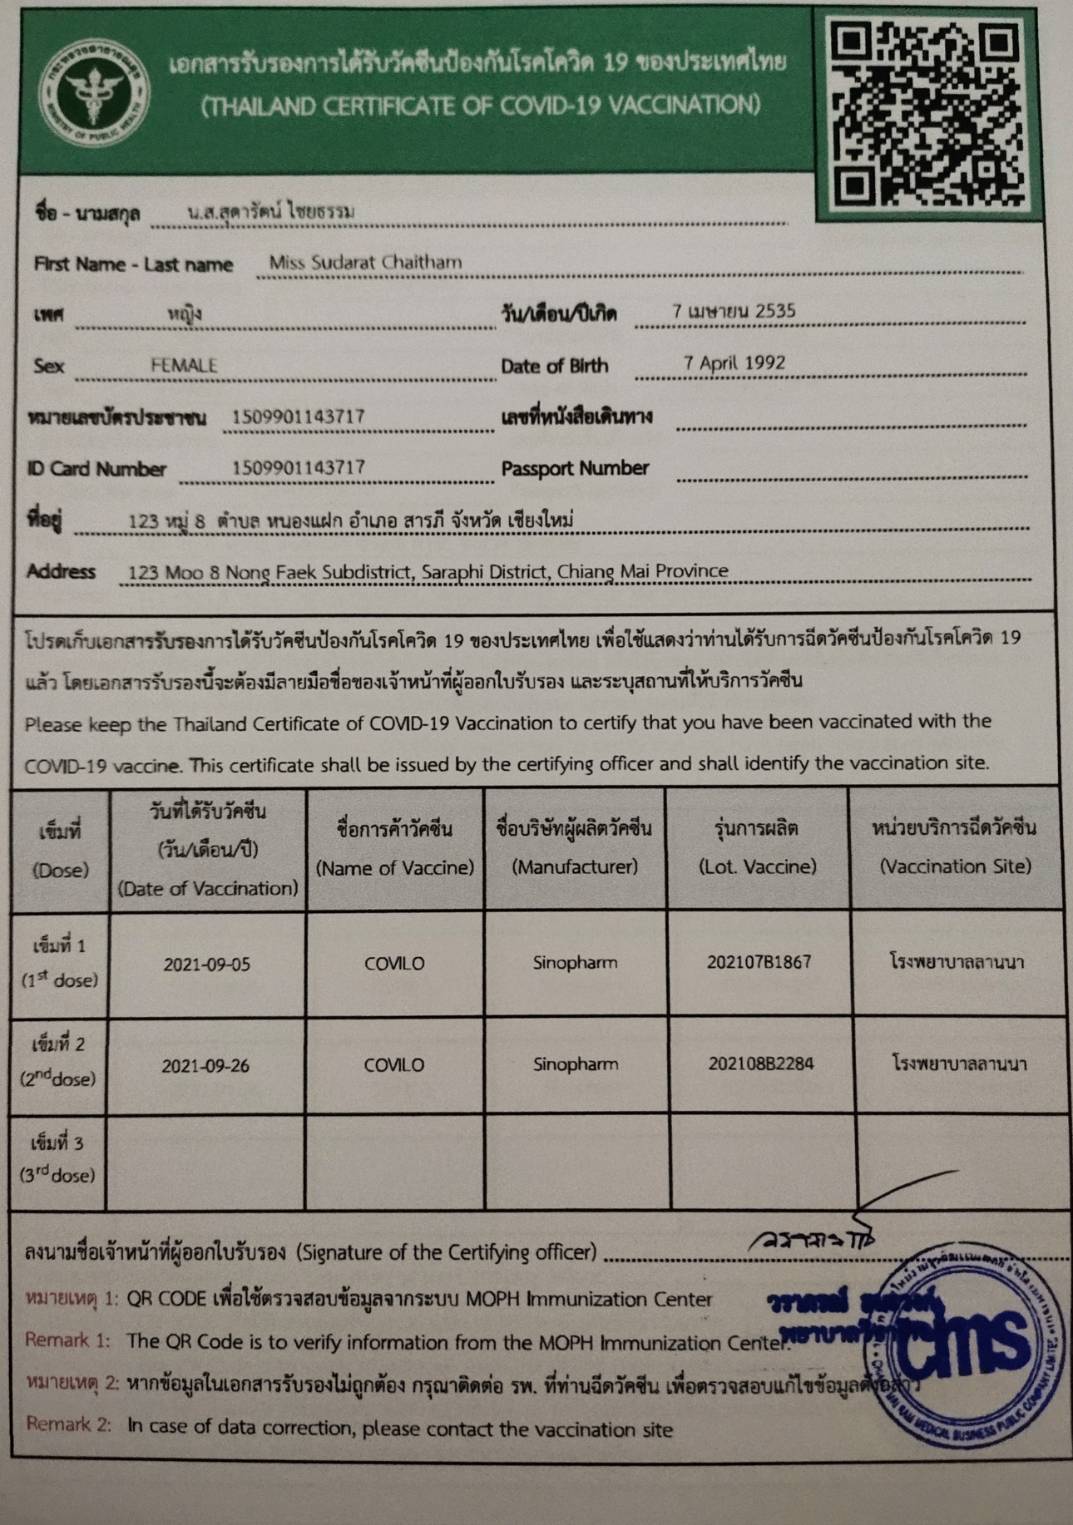 เอกสารรับรองการได้รับวัคซีนป้องกันโรคโควิด 19 ของประเทศไทย
(THAILAND CERTIFICATE OF COVID-19 VACCINATION)
กระทรวงสาธารณสุข
MINISTRY OF PUBLIC HEALTH
ชื่อ - นามสกุล น.ส.สุดารัตน์ ไชยธรรม
First Name - Last name Miss Sudarat Chaitham
เพศ หญิง วัน/เดือน/ปีเกิด 7 เมษายน 2535
Sex FEMALE Date of Birth 7 April 1992
หมายเลขบัตรประชาชน 1509901143717 เลขที่หนังสือเดินทาง
ID Card Number 1509901143717 Passport Number
ที่อยู่ 123 หมู่ 8 ตำบล หนองแฝก อำเภอ สารภี จังหวัด เชียงใหม่
Address 123 Moo 8 Nong Faek Subdistrict, Saraphi District, Chiang Mai Province
โปรดเก็บเอกสารรับรองการได้รับวัคซีนป้องกันโรคโควิด 19 ของประเทศไทย เพื่อใช้แสดงว่าท่านได้รับการฉีดวัคซีนป้องกันโรคโควิด 19
แล้ว โดยเอกสารรับรองนี้จะต้องมีลายมือชื่อของเจ้าหน้าที่ผู้ออกใบรับรอง และระบุสถานที่ให้บริการวัคซีน
Please keep the Thailand Certificate of COVID-19 Vaccination to certify that you have been vaccinated with the
COVID-19 vaccine. This certificate shall be issued by the certifying officer and shall identify the vaccination site.
เข็มที่ (Dose) วันที่ได้รับวัคซีน (วัน/เดือน/ปี) (Date of Vaccination) ชื่อการค้าวัคซีน (Name of Vaccine) ชื่อบริษัทผู้ผลิตวัคซีน (Manufacturer) รุ่นการผลิต (Lot. Vaccine) หน่วยบริการฉีดวัคซีน (Vaccination Site)
เข็มที่ 1 (1st dose) 2021-09-05 COVILO Sinopharm 202107B1867 โรงพยาบาลลานนา
เข็มที่ 2 (2nd dose) 2021-09-26 COVILO Sinopharm 202108B2284 โรงพยาบาลลานนา
เข็มที่ 3 (3rd dose)
ลงนามชื่อเจ้าหน้าที่ผู้ออกใบรับรอง (Signature of the Certifying officer)
หมายเหตุ 1: QR CODE เพื่อใช้ตรวจสอบข้อมูลจากระบบ MOPH Immunization Center
Remark 1: The QR Code is to verify information from the MOPH Immunization Center.
หมายเหตุ 2: หากข้อมูลในเอกสารรับรองไม่ถูกต้อง กรุณาติดต่อ รพ. ที่ท่านฉีดวัคซีน เพื่อตรวจสอบแก้ไขข้อมูลดังกล่าว
Remark 2: In case of data correction, please contact the vaccination site
วราภรณ์
cms
MEDICAL BUSINESS PUBLIC COMPANY